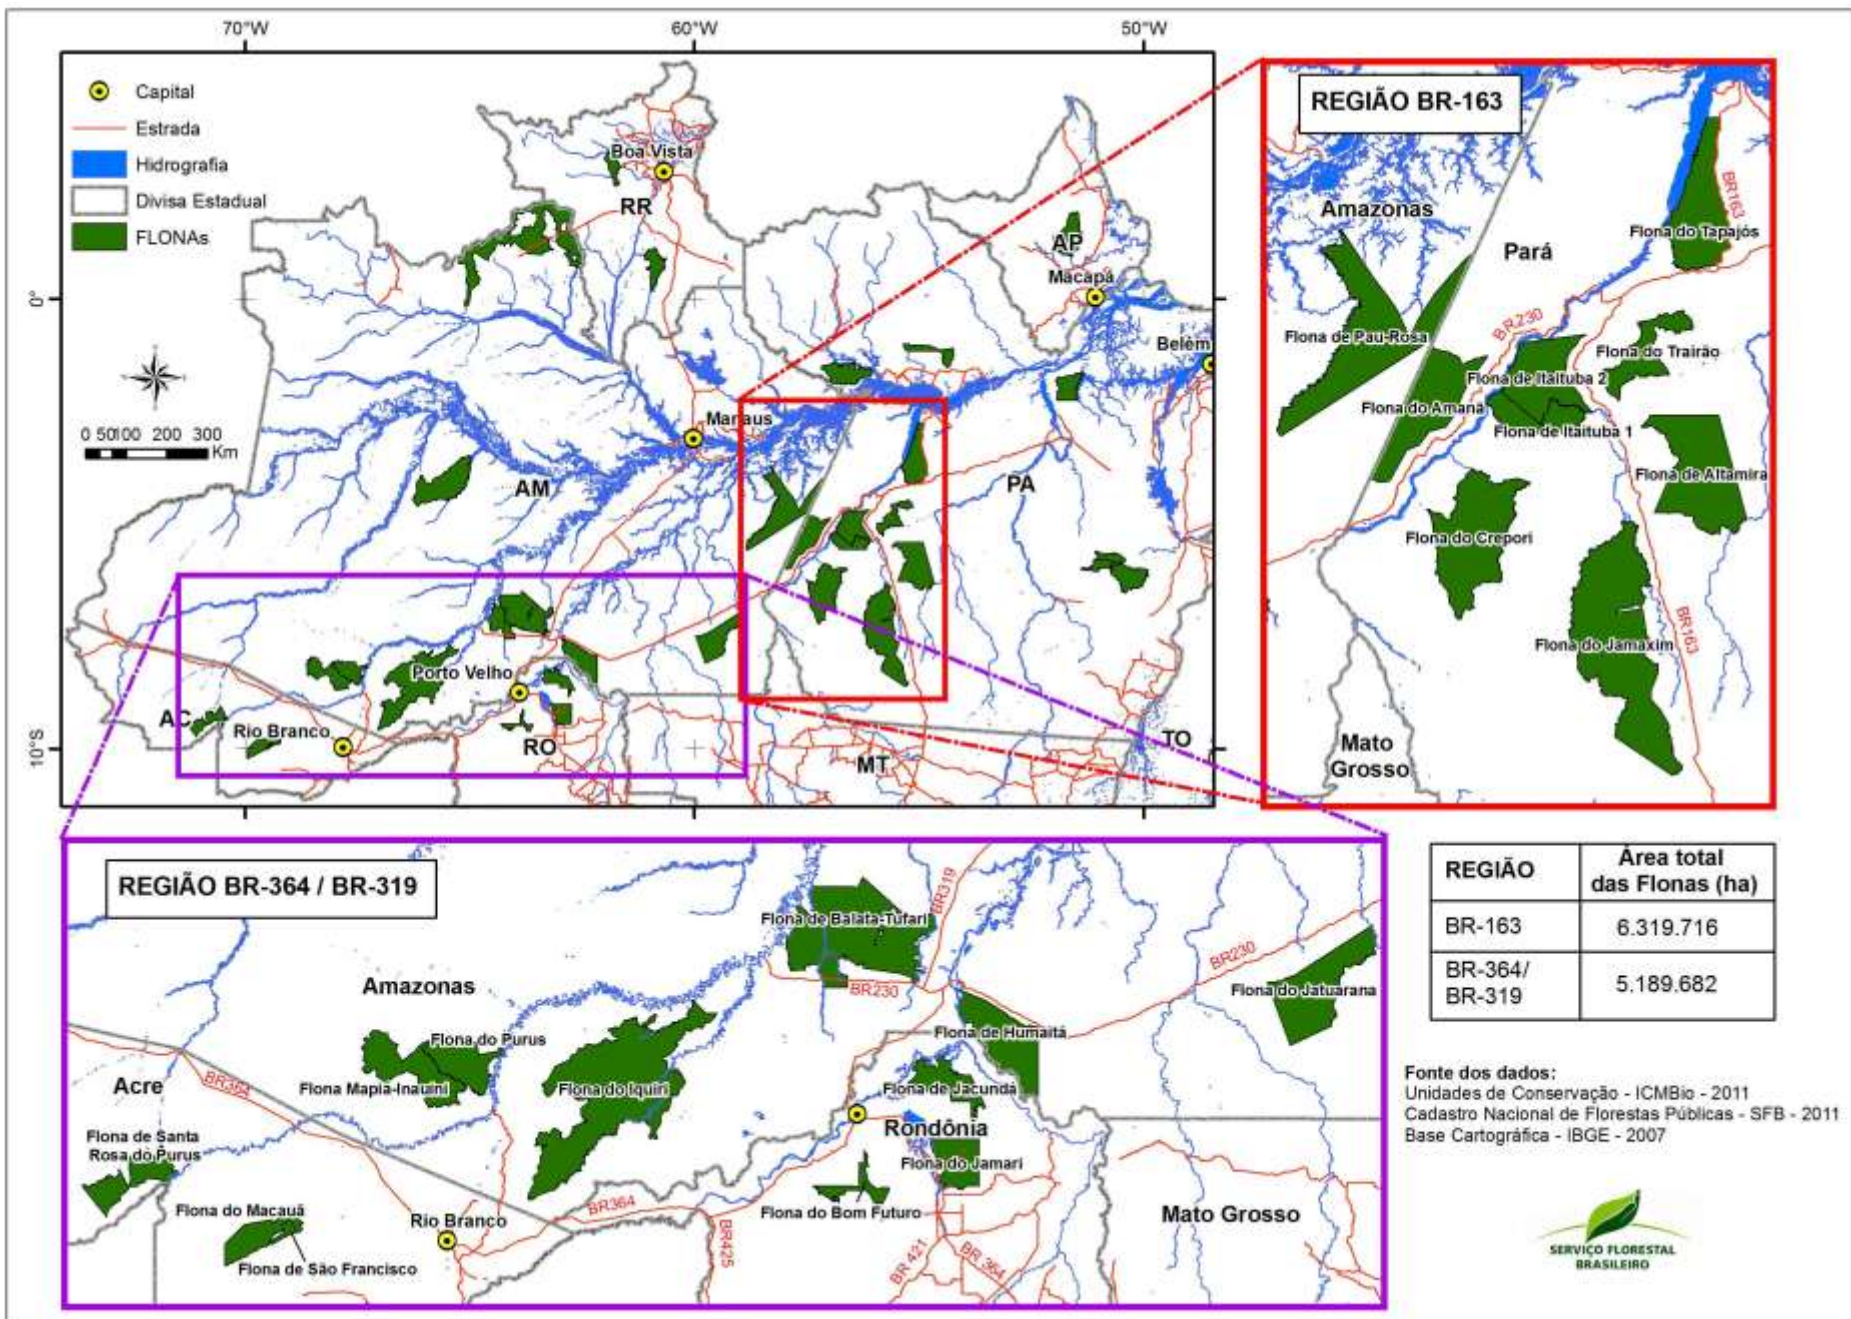 70°W
60°W
50°W
0°
10°S
Capital
Estrada
Hidrografia
Divisa Estadual
FLONAs
0 50 100 200 300
Km
Boa Vista
RR
AP
Macapá
Belém
Manaus
AM
PA
Porto Velho
AC
Rio Branco
RO
MT
TO
REGIÃO BR-163
Amazonas
BR163
Flona do Tapajós
Pará
BR230
Flona de Pau-Rosa
Flona do Trairão
Flona de Itaituba 2
Flona do Amaná
Flona de Itaituba 1
Flona de Altamira
Flona do Crepori
BR163
Flona do Jamaxim
Mato
Grosso
REGIÃO BR-364 / BR-319
BR319
Flona de Balata-Tufari
BR230
Amazonas
BR230
Flona do Jatuarana
Flona do Purus
Flona de Humaitá
Acre
BR364
Flona Mapia-Inauini
Flona do Iquiri
Flona de Jacundá
Rondônia
Flona de Santa
Rosa do Purus
Flona do Jamari
Flona do Macauã
Rio Branco
BR364
Flona do Bom Futuro
Mato Grosso
BR425
BR 421
BR 364
Flona de São Francisco
REGIÃO
Área total
das Flonas (ha)
BR-163
6.319.716
BR-364/
BR-319
5.189.682
Fonte dos dados:
Unidades de Conservação - ICMBio - 2011
Cadastro Nacional de Florestas Públicas - SFB - 2011
Base Cartográfica - IBGE - 2007
SERVIÇO FLORESTAL
BRASILEIRO